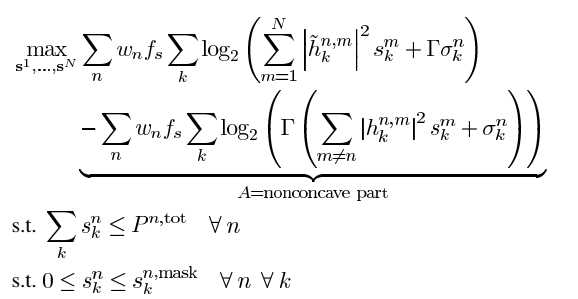 max_{s^1,...,s^N} ∑_n w_n f_s ∑_k log_2 ( ∑_{m=1}^N |h̃_k^{n,m}|^2 s_k^m + Γσ_k^n )
− ∑_n w_n f_s ∑_k log_2 ( Γ ( ∑_{m≠n} |h_k^{n,m}|^2 s_k^m + σ_k^n ) )
A=nonconcave part
s.t. ∑_k s_k^n ≤ P^{n,tot} ∀ n
s.t. 0 ≤ s_k^n ≤ s_k^{n,mask} ∀ n ∀ k